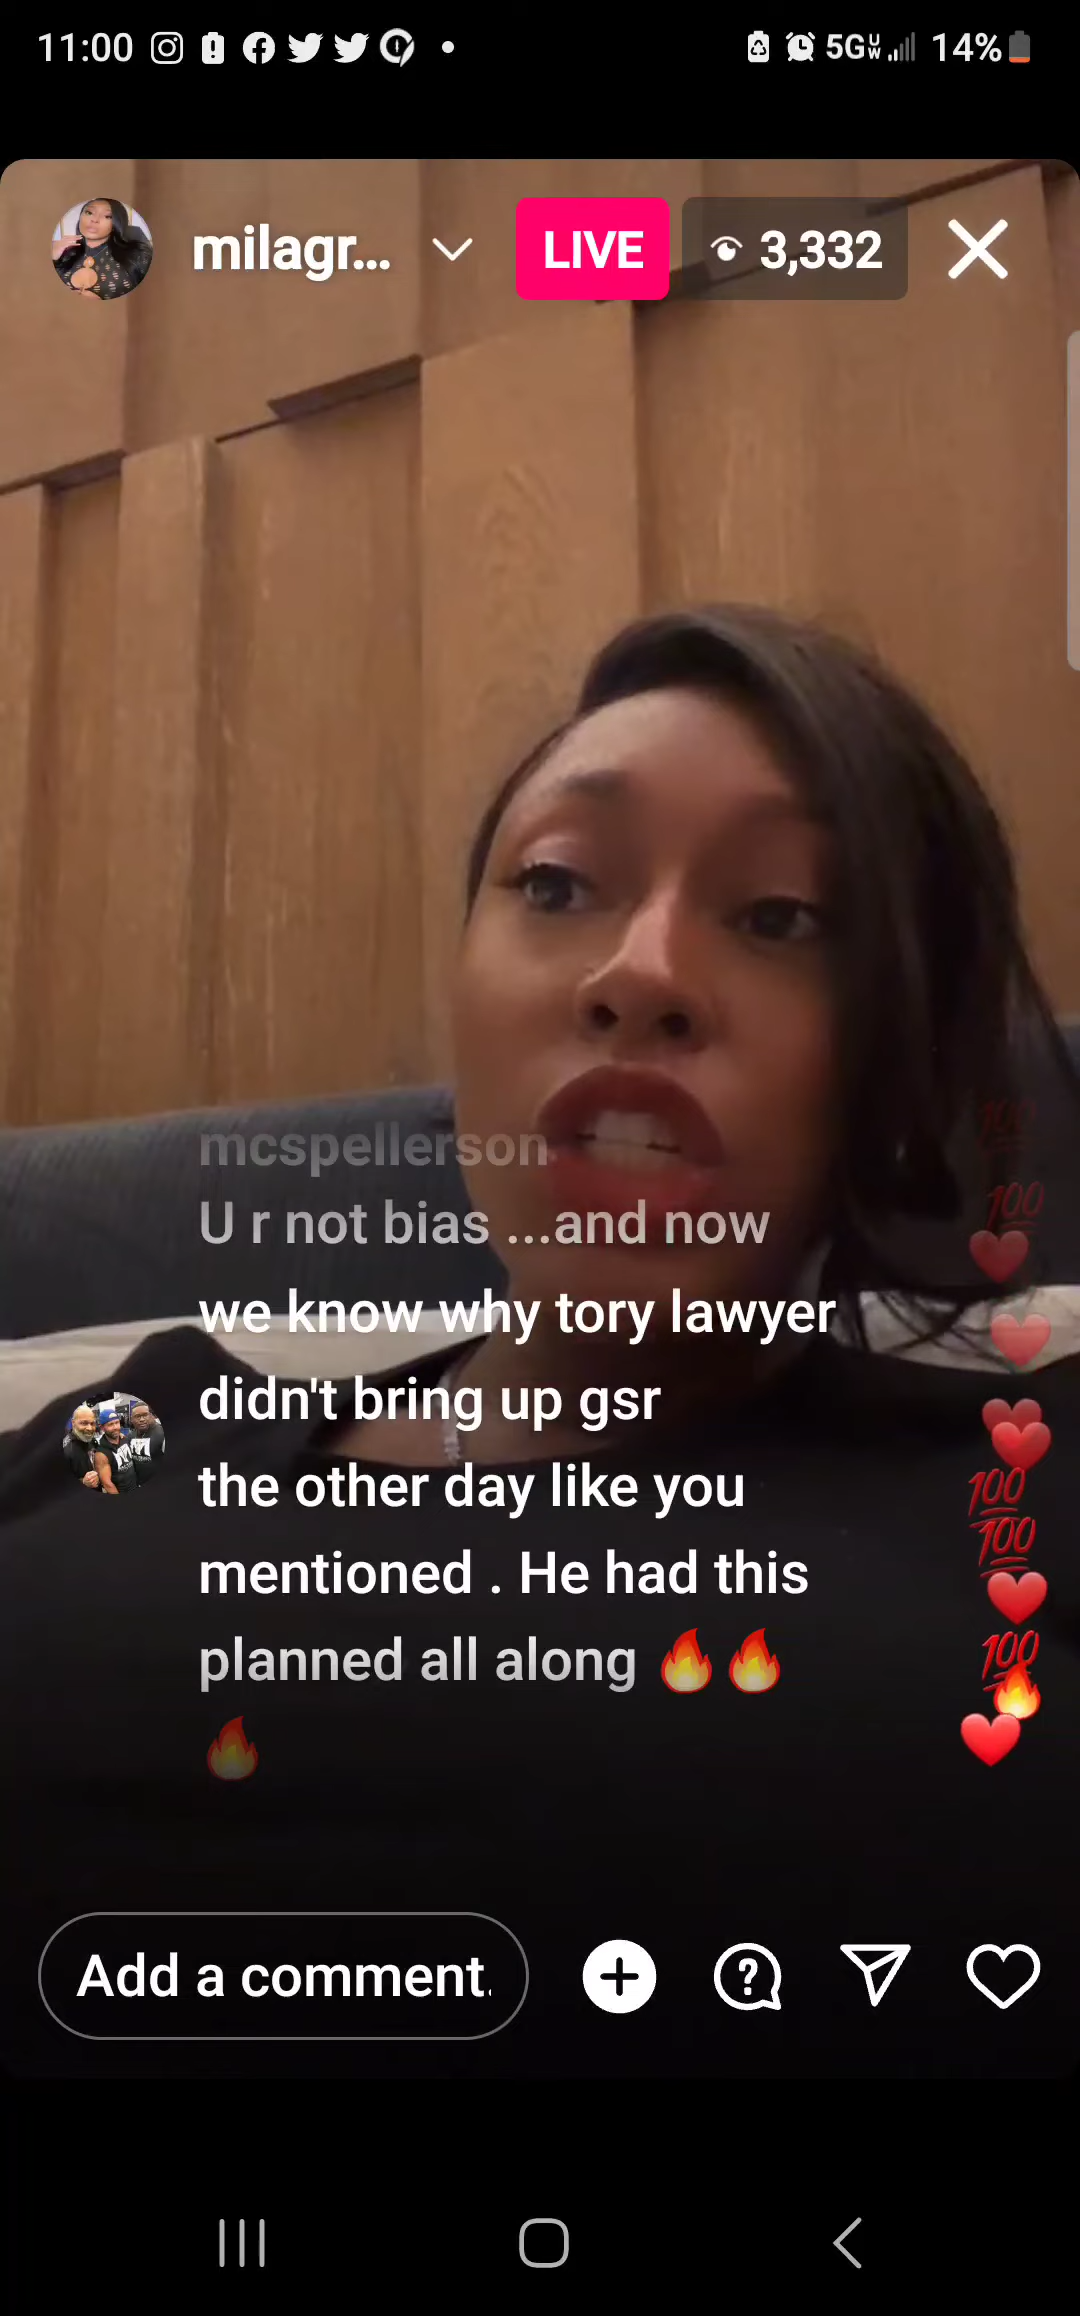 11:00
5G UW
14%
milagr...
LIVE
3,332
mcspellerson
U r not bias ...and now
we know why tory lawyer
didn't bring up gsr
the other day like you
mentioned . He had this
planned all along 🔥🔥
🔥
100
100
100
100
100
Add a comment.